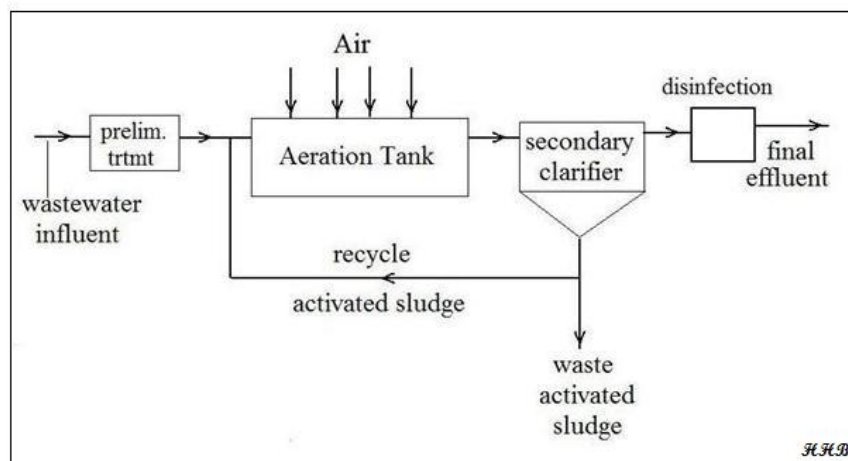 Air
disinfection
prelim.
trtmt
Aeration Tank
secondary
clarifier
final
effluent
wastewater
influent
recycle
activated sludge
waste
activated
sludge
ℋℋℬ